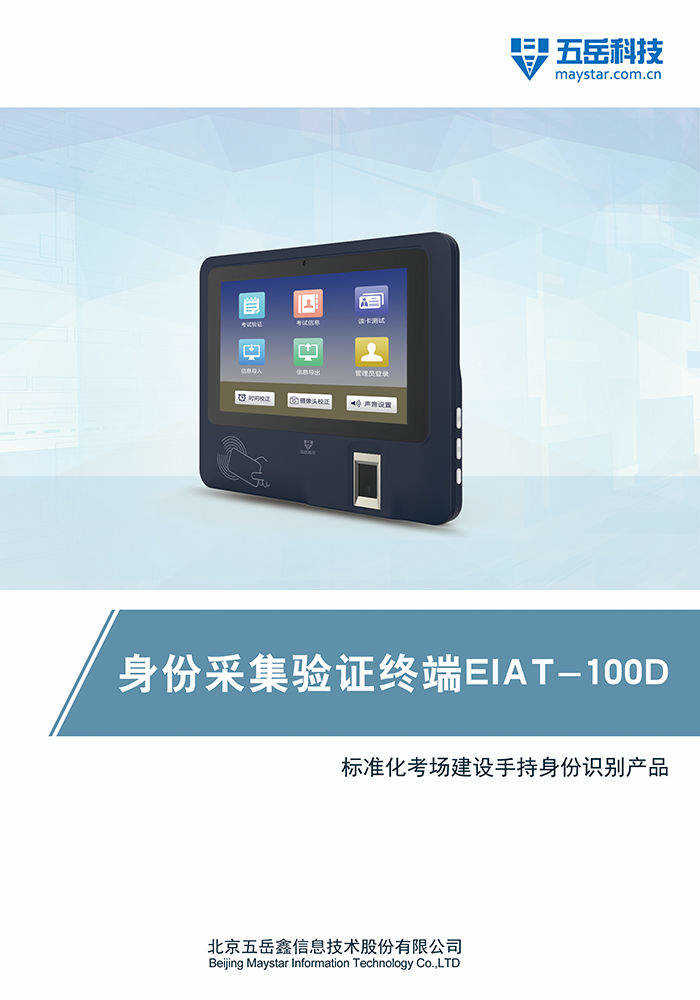 五岳科技
maystar.com.cn
考试验证
考试信息
读卡测试
信息导入
信息导出
管理员登录
时间校正
摄像头校正
声音设置
五岳科技
身份采集验证终端EIAT-100D
标准化考场建设手持身份识别产品
北京五岳鑫信息技术股份有限公司
Beijing Maystar Information Technology Co.,LTD